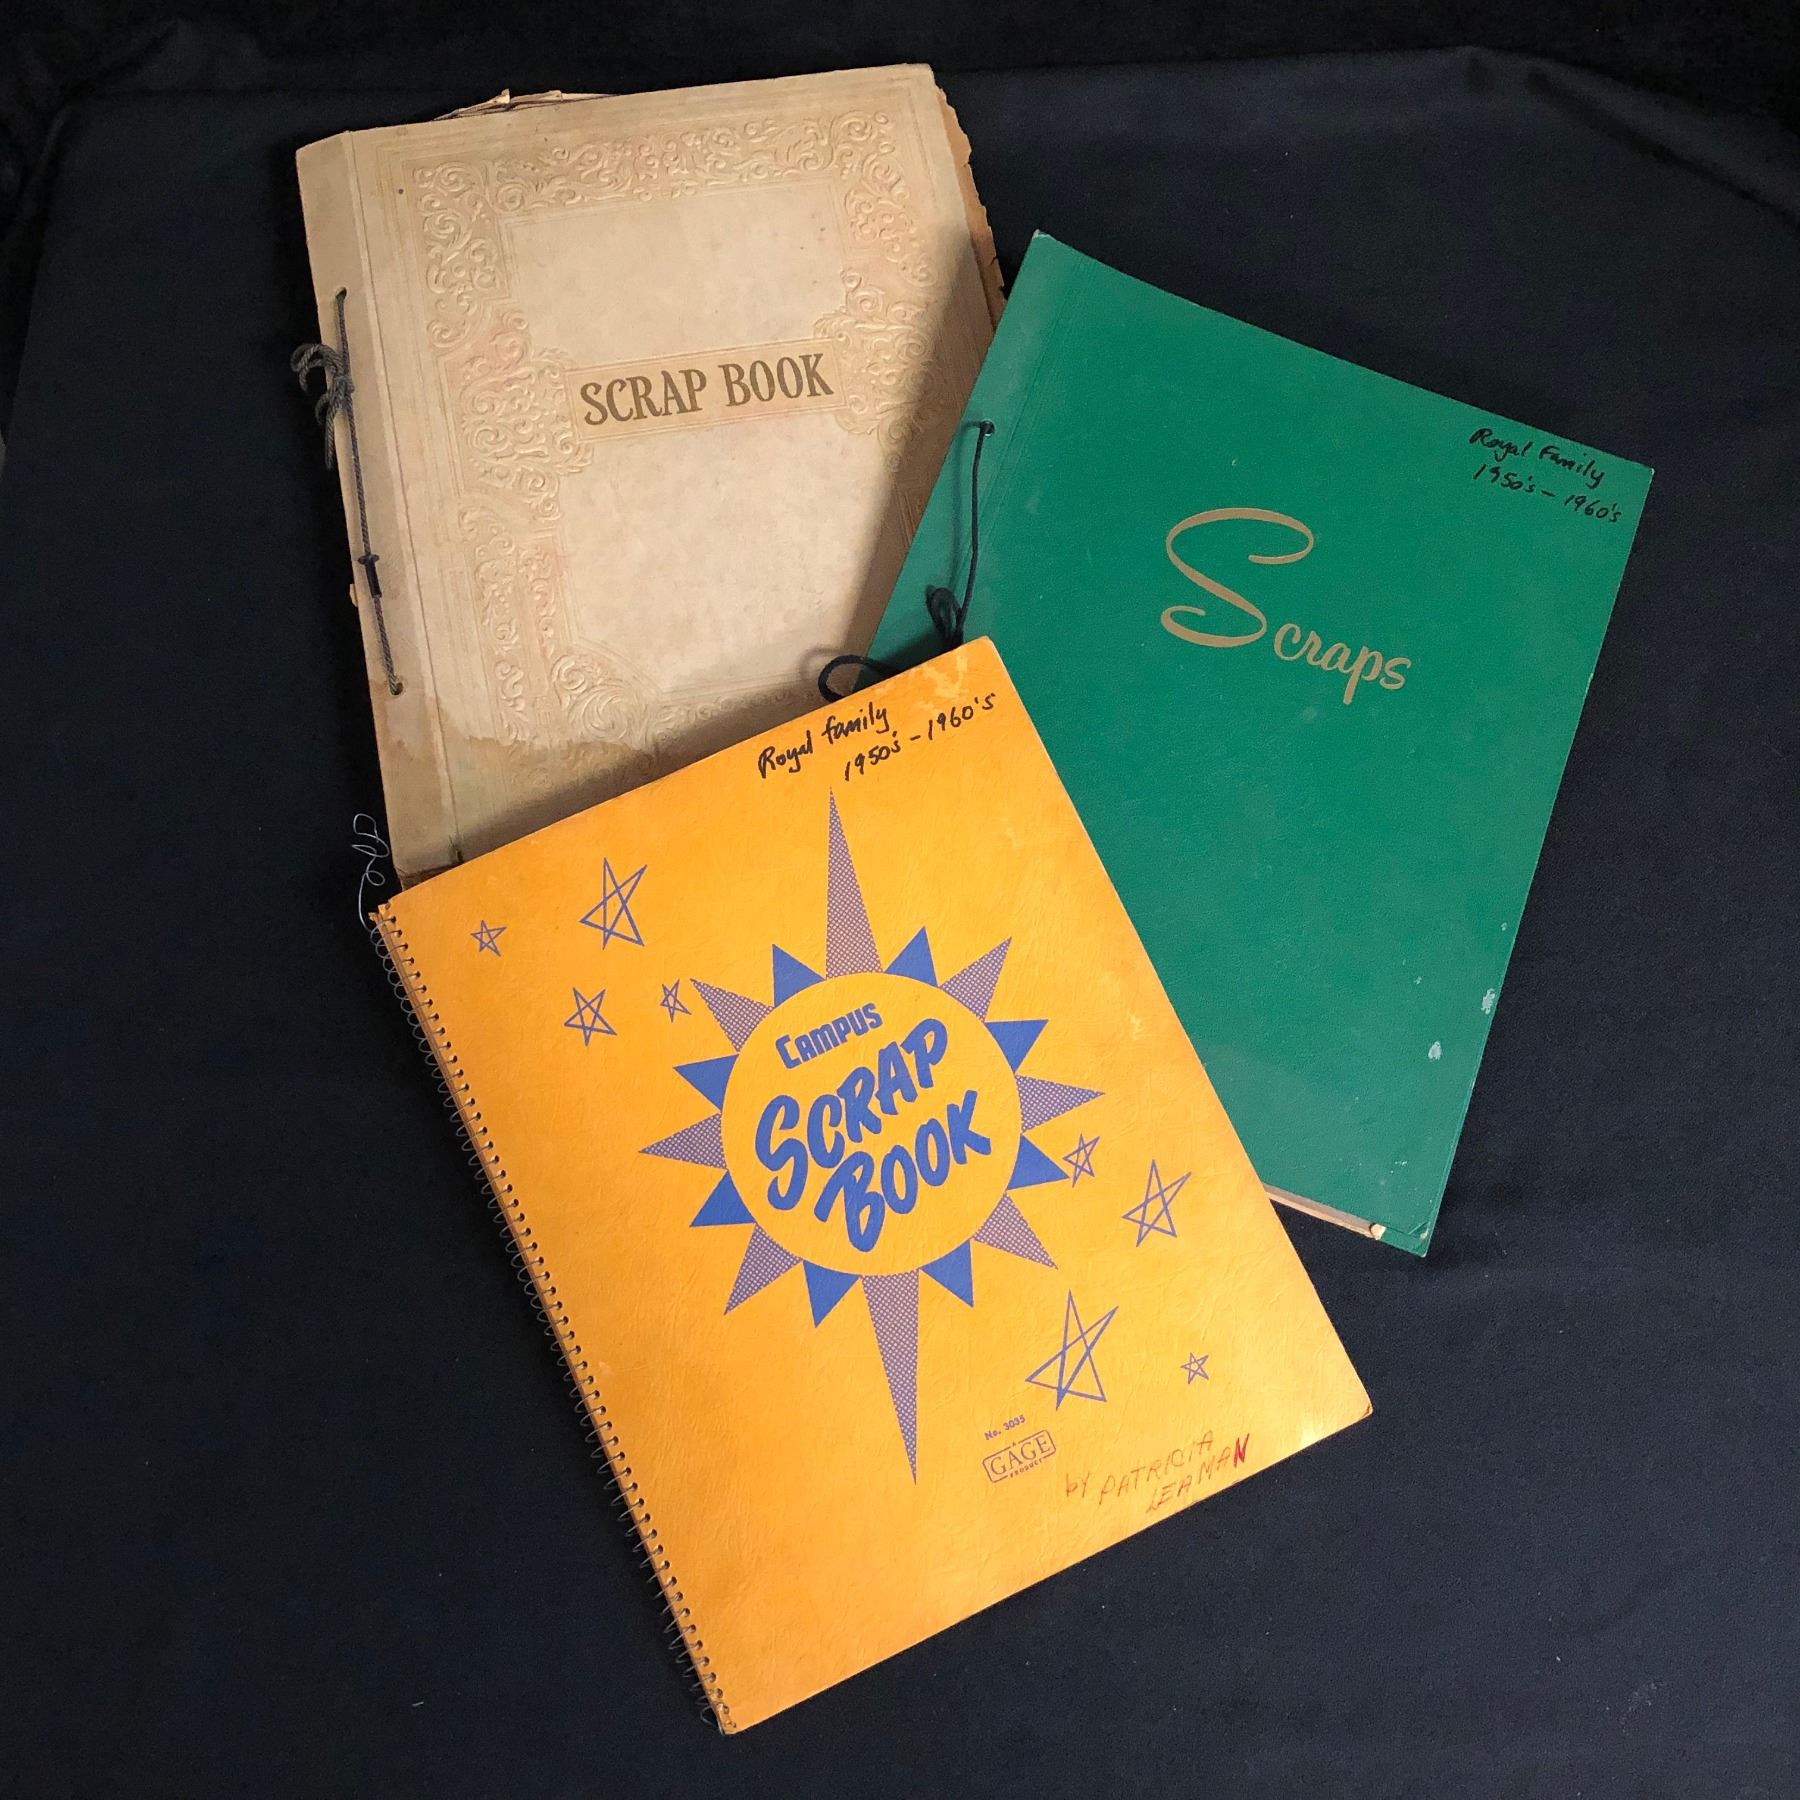 SCRAP BOOK
Royal Family
1950's - 1960's
Scraps
Royal Family
1950's - 1960's
CAMPUS
SCRAP
BOOK
No. 3035
A
GAGE
PRODUCT
by PATRICIA
LEAMAN